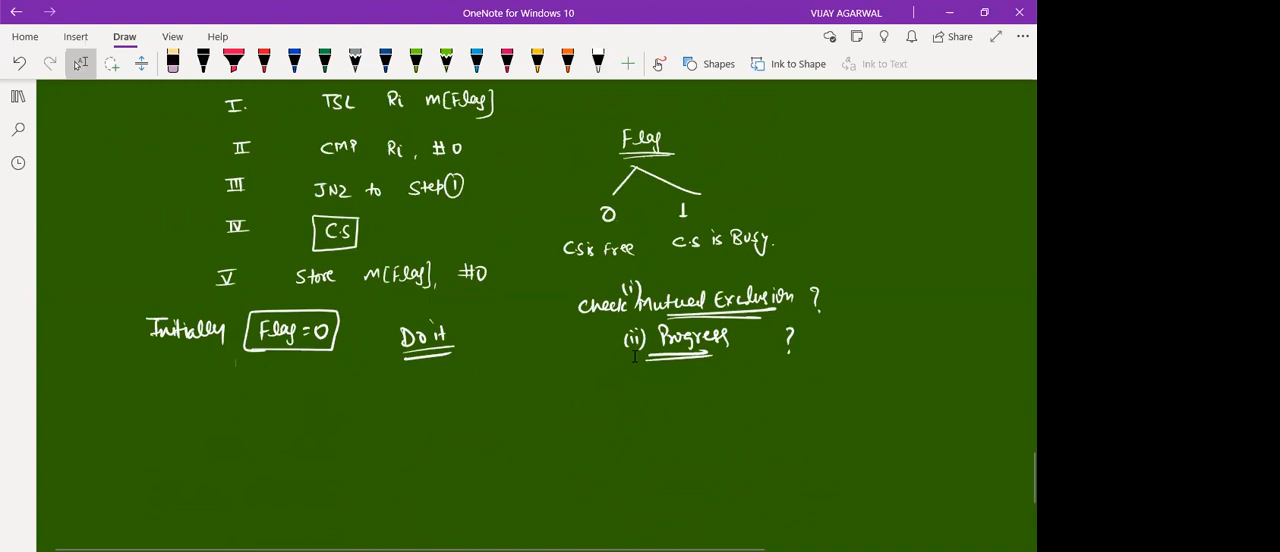 OneNote for Windows 10
VIJAY AGARWAL
Home Insert Draw View Help
Share
Shapes Ink to Shape Ink to Text
I. TSL Ri m[Flag]
II CMP Ri, #0
III JNZ to Step ①
IV C.S
V Store M[Flag], #0
Initially Flag = 0 Do it
Flag
0 1
C.S is Free C.S is Busy.
Check (i) Mutual Exclusion ?
(ii) Progress ?